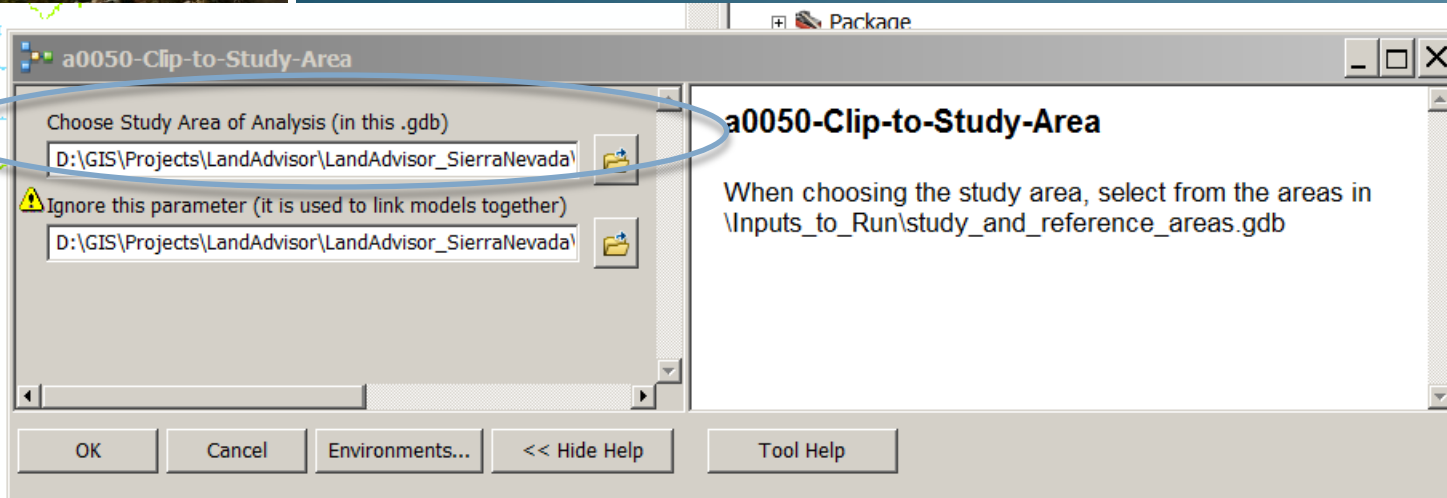 Package
a0050-Clip-to-Study-Area
Choose Study Area of Analysis (in this .gdb)
D:\GIS\Projects\LandAdvisor\LandAdvisor_SierraNevada\
Ignore this parameter (it is used to link models together)
D:\GIS\Projects\LandAdvisor\LandAdvisor_SierraNevada\
a0050-Clip-to-Study-Area
When choosing the study area, select from the areas in
\Inputs_to_Run\study_and_reference_areas.gdb
OK
Cancel
Environments...
<< Hide Help
Tool Help